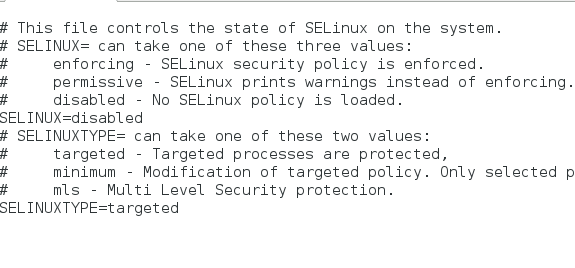 # This file controls the state of SELinux on the system.
# SELINUX= can take one of these three values:
#     enforcing - SELinux security policy is enforced.
#     permissive - SELinux prints warnings instead of enforcing.
#     disabled - No SELinux policy is loaded.
SELINUX=disabled
# SELINUXTYPE= can take one of these two values:
#     targeted - Targeted processes are protected,
#     minimum - Modification of targeted policy. Only selected p
#     mls - Multi Level Security protection.
SELINUXTYPE=targeted